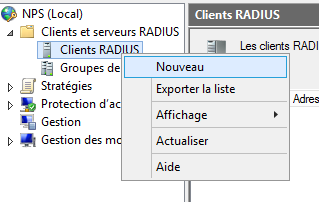 NPS (Local)
Clients et serveurs RADIUS
Clients RADIUS
Groupes de
Stratégies
Protection d'ac
Gestion
Gestion des mo
Clients RADIUS
Les clients RADI
Adres
Nouveau
Exporter la liste
Affichage
Actualiser
Aide